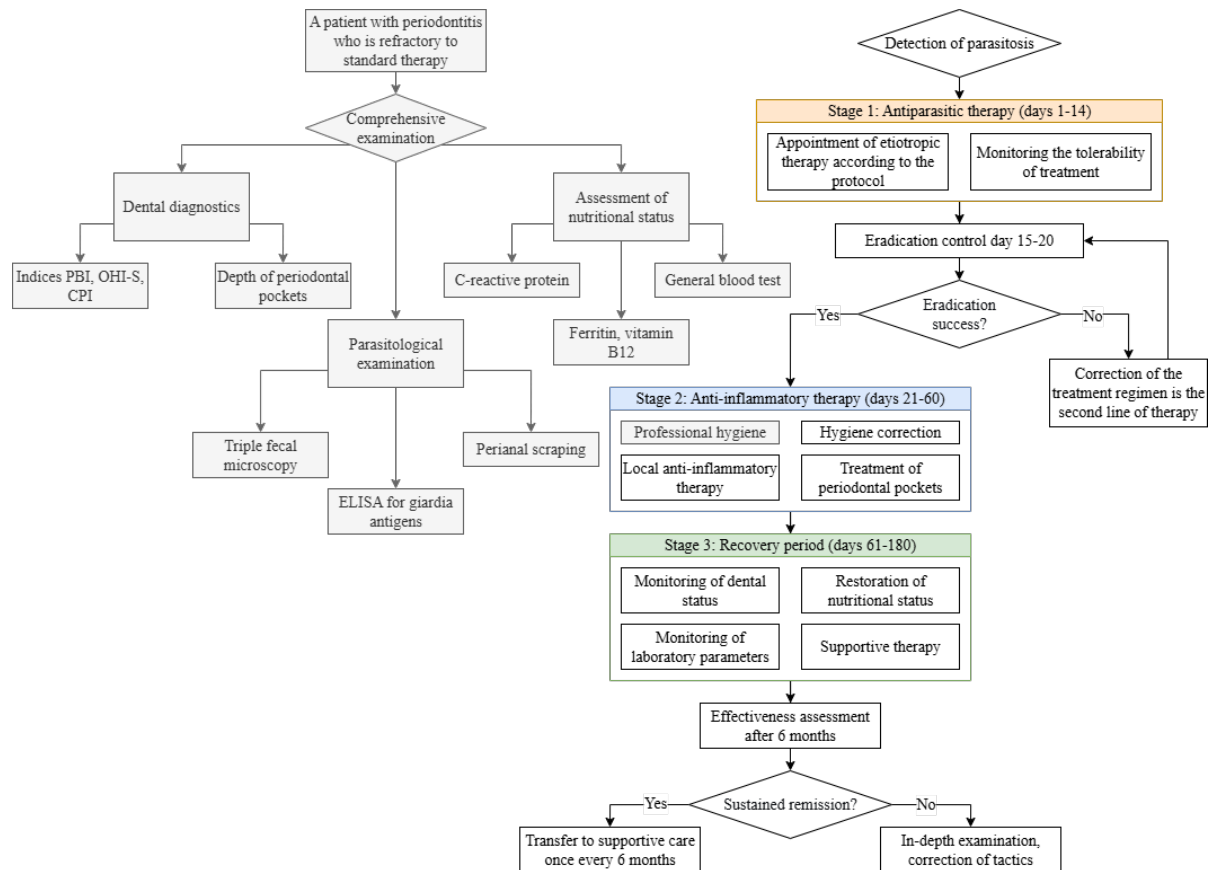 A patient with periodontitis
who is refractory to
standard therapy
Comprehensive
examination
Dental diagnostics
Assessment of
nutritional status
Indices PBI, OHI-S,
CPI
Depth of periodontal
pockets
C-reactive protein
General blood test
Ferritin, vitamin
B12
Parasitological
examination
Triple fecal
microscopy
Perianal scraping
ELISA for giardia
antigens
Detection of parasitosis
Stage 1: Antiparasitic therapy (days 1-14)
Appointment of etiotropic
therapy according to the
protocol
Monitoring the tolerability
of treatment
Eradication control day 15-20
Eradication
success?
Yes
No
Correction of the
treatment regimen is the
second line of therapy
Stage 2: Anti-inflammatory therapy (days 21-60)
Professional hygiene
Hygiene correction
Local anti-inflammatory
therapy
Treatment of
periodontal pockets
Stage 3: Recovery period (days 61-180)
Monitoring of dental
status
Restoration of
nutritional status
Monitoring of
laboratory parameters
Supportive therapy
Effectiveness assessment
after 6 months
Sustained remission?
Yes
No
Transfer to supportive care
once every 6 months
In-depth examination,
correction of tactics